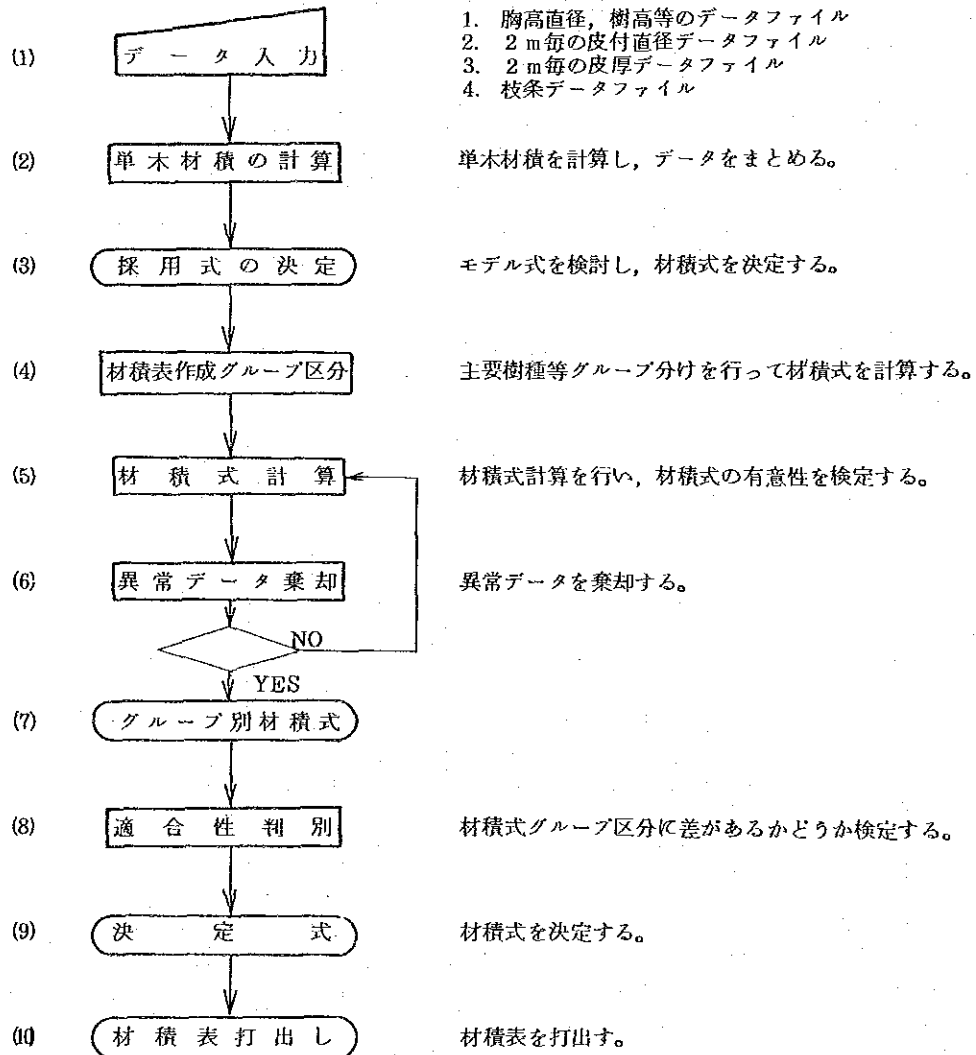 1. 胸高直径，樹高等のデータファイル
2. 2m毎の皮付直径データファイル
3. 2m毎の皮厚データファイル
4. 枝条データファイル
(1) データ入力
(2) 単木材積の計算 単木材積を計算し，データをまとめる。
(3) 採用式の決定 モデル式を検討し，材積式を決定する。
(4) 材積表作成グループ区分 主要樹種等グループ分けを行って材積式を計算する。
(5) 材積式計算 材積式計算を行い，材積式の有意性を検定する。
(6) 異常データ棄却 異常データを棄却する。
NO
YES
(7) グループ別材積式
(8) 適合性判別 材積式グループ区分に差があるかどうか検定する。
(9) 決定式 材積式を決定する。
(10) 材積表打出し 材積表を打出す。